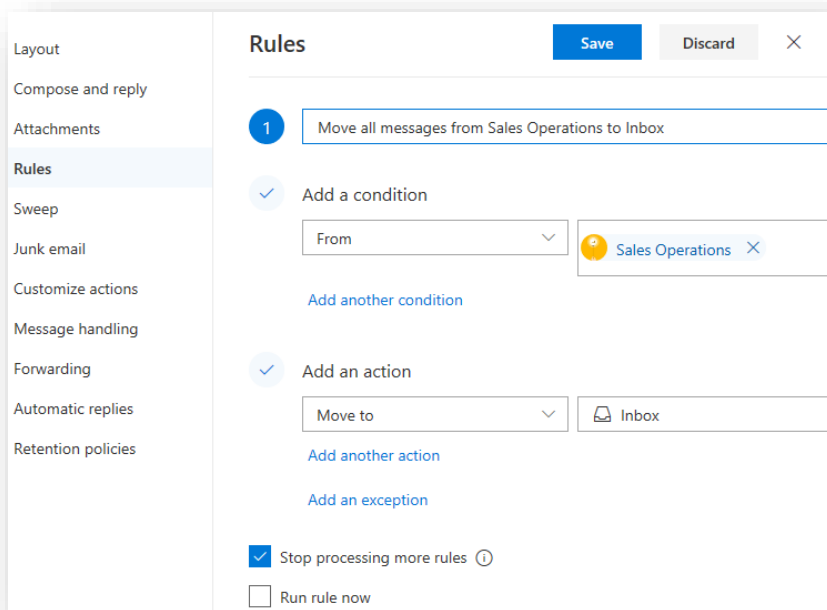 Layout
Compose and reply
Attachments
Rules
Sweep
Junk email
Customize actions
Message handling
Forwarding
Automatic replies
Retention policies
Rules
Save
Discard
1
Move all messages from Sales Operations to Inbox
Add a condition
From
Sales Operations
Add another condition
Add an action
Move to
Inbox
Add another action
Add an exception
Stop processing more rules
Run rule now